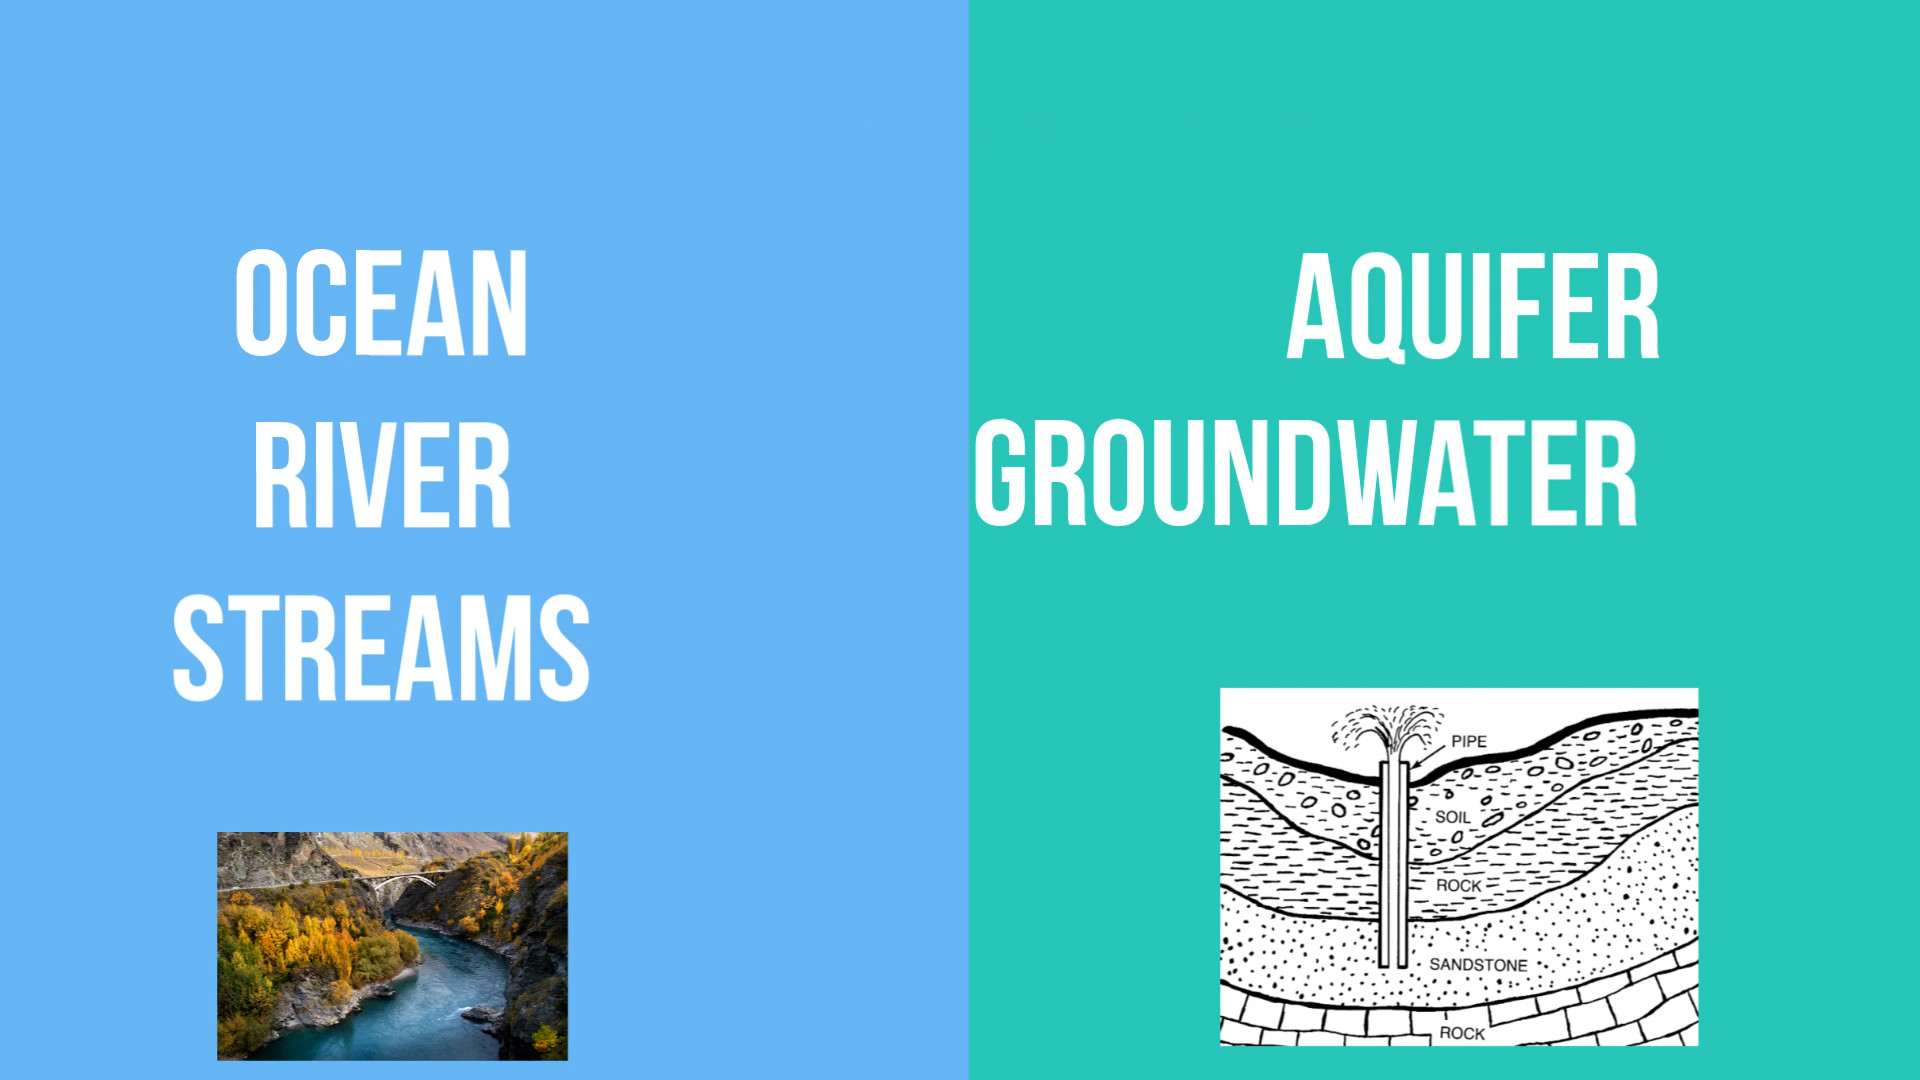 OCEAN
RIVER
STREAMS
AQUIFER
GROUNDWATER
PIPE
SOIL
ROCK
SANDSTONE
ROCK